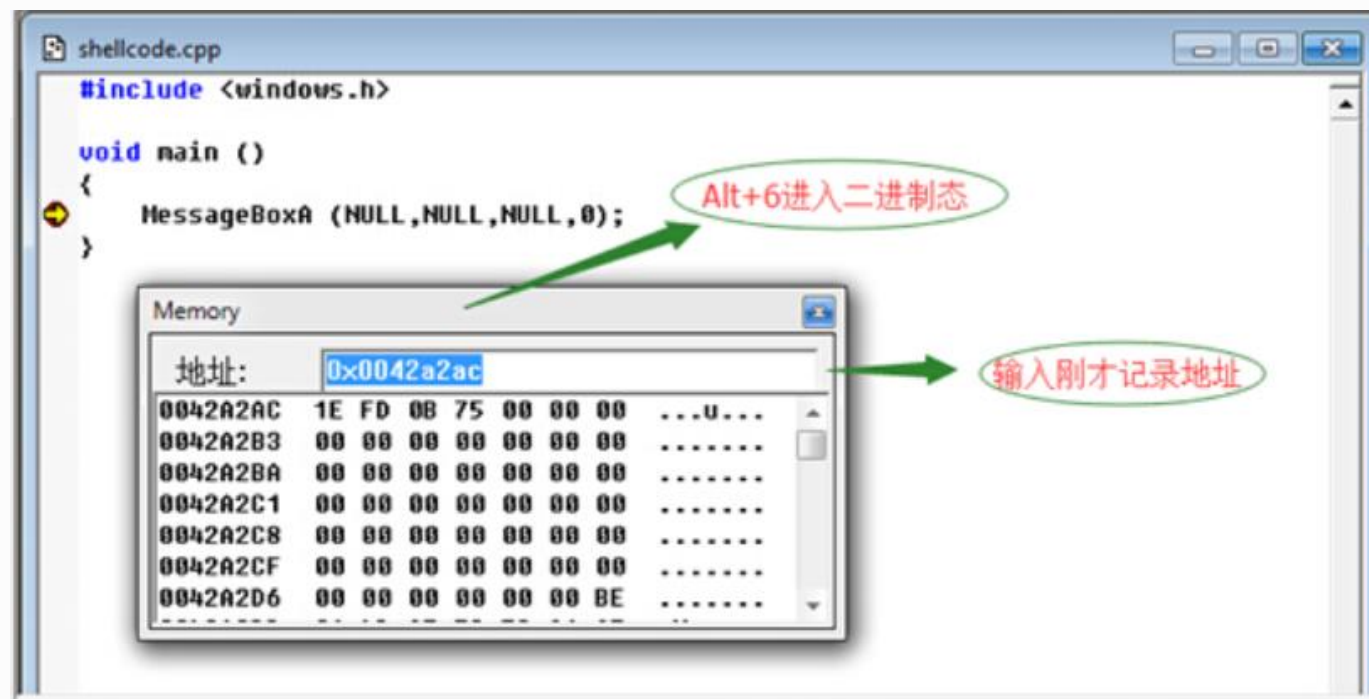 shellcode.cpp
#include <windows.h>
void main ()
{
MessageBoxA (NULL,NULL,NULL,0);
}
Alt+6进入二进制态
Memory
地址: 0x0042a2ac
输入刚才记录地址
0042A2AC 1E FD 0B 75 00 00 00 ...u...
0042A2B3 00 00 00 00 00 00 00 .......
0042A2BA 00 00 00 00 00 00 00 .......
0042A2C1 00 00 00 00 00 00 00 .......
0042A2C8 00 00 00 00 00 00 00 .......
0042A2CF 00 00 00 00 00 00 00 .......
0042A2D6 00 00 00 00 00 00 BE .......